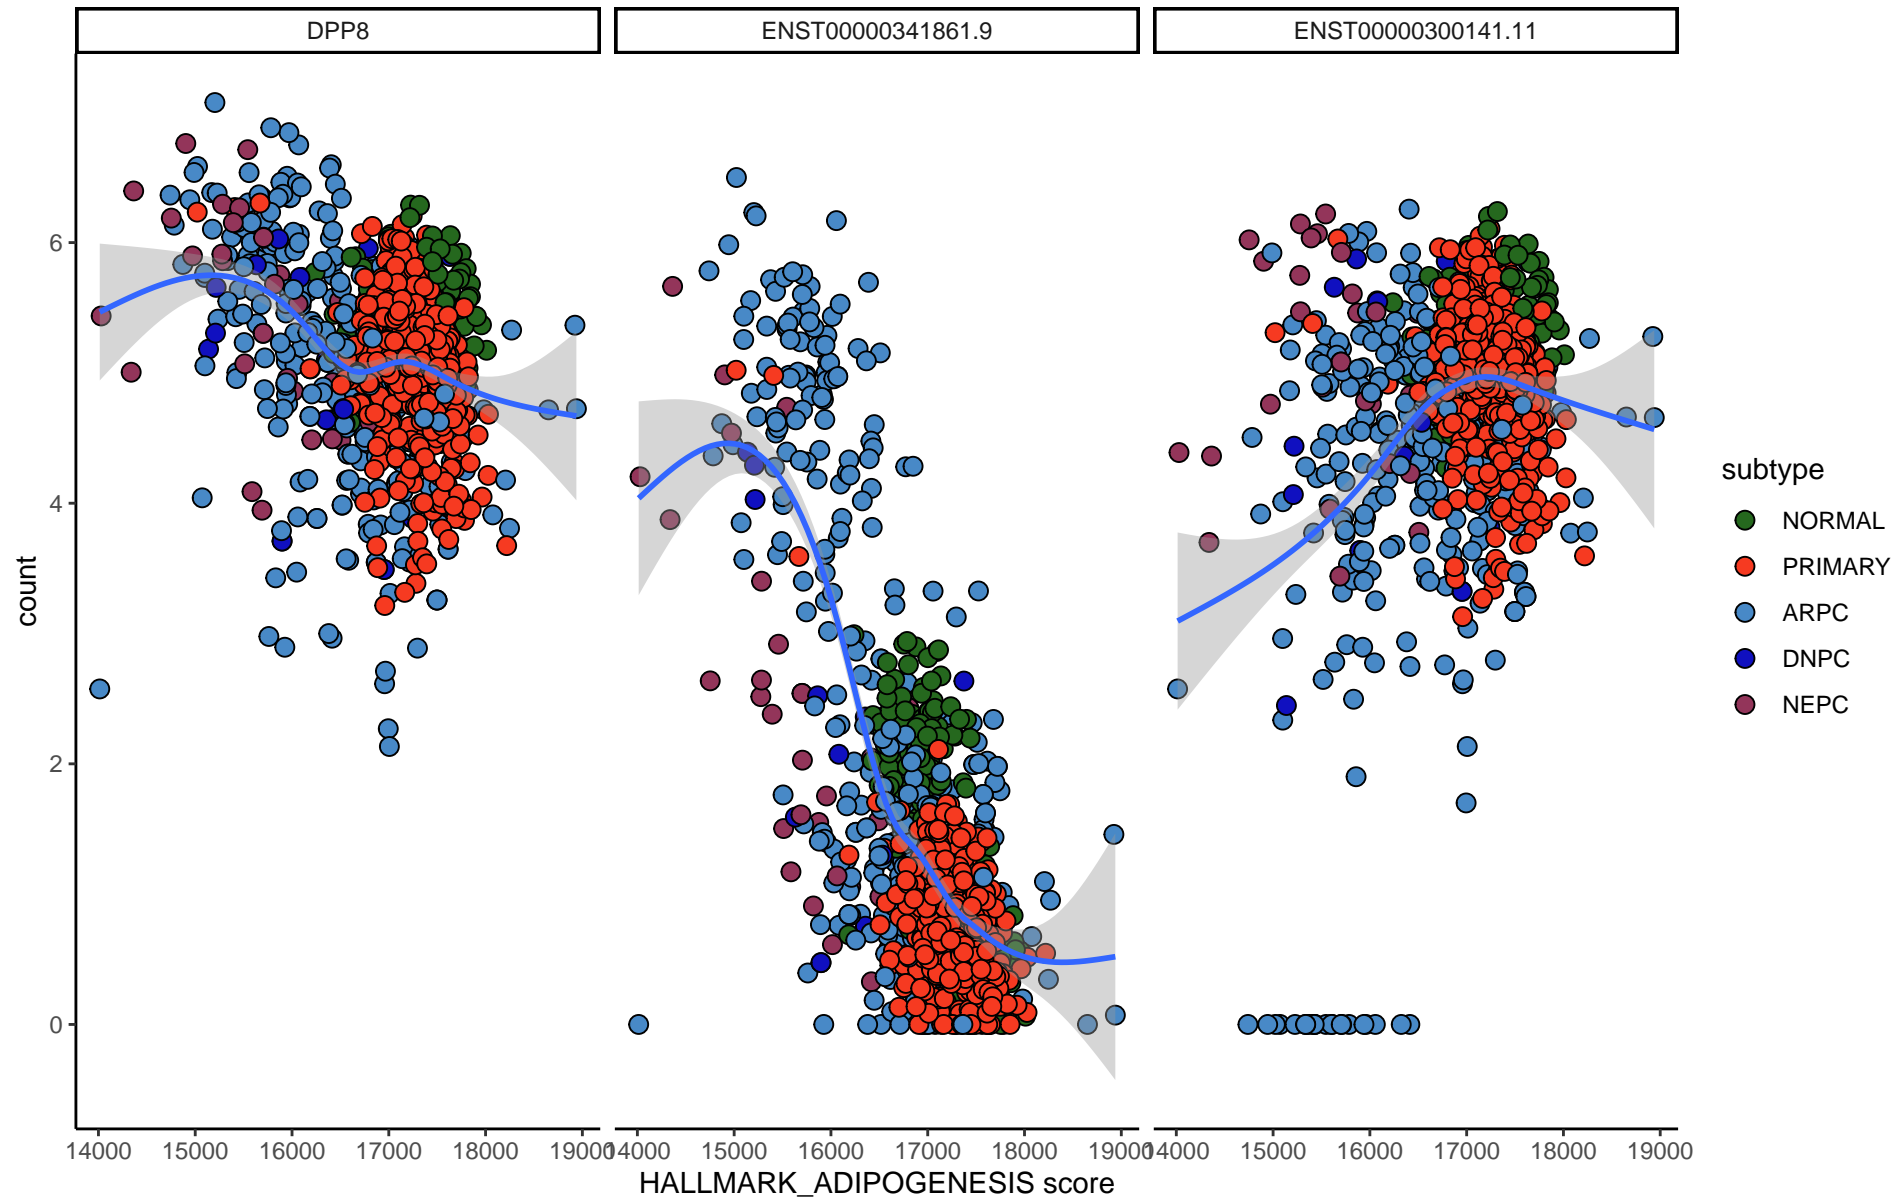 DPP8 ENST00000341861.9 ENST00000300141.11
6
4
2
0
count
14000 15000 16000 17000 18000 19000 14000 15000 16000 17000 18000 19000 14000 15000 16000 17000 18000 19000
HALLMARK_ADIPOGENESIS score
subtype
NORMAL
PRIMARY
ARPC
DNPC
NEPC